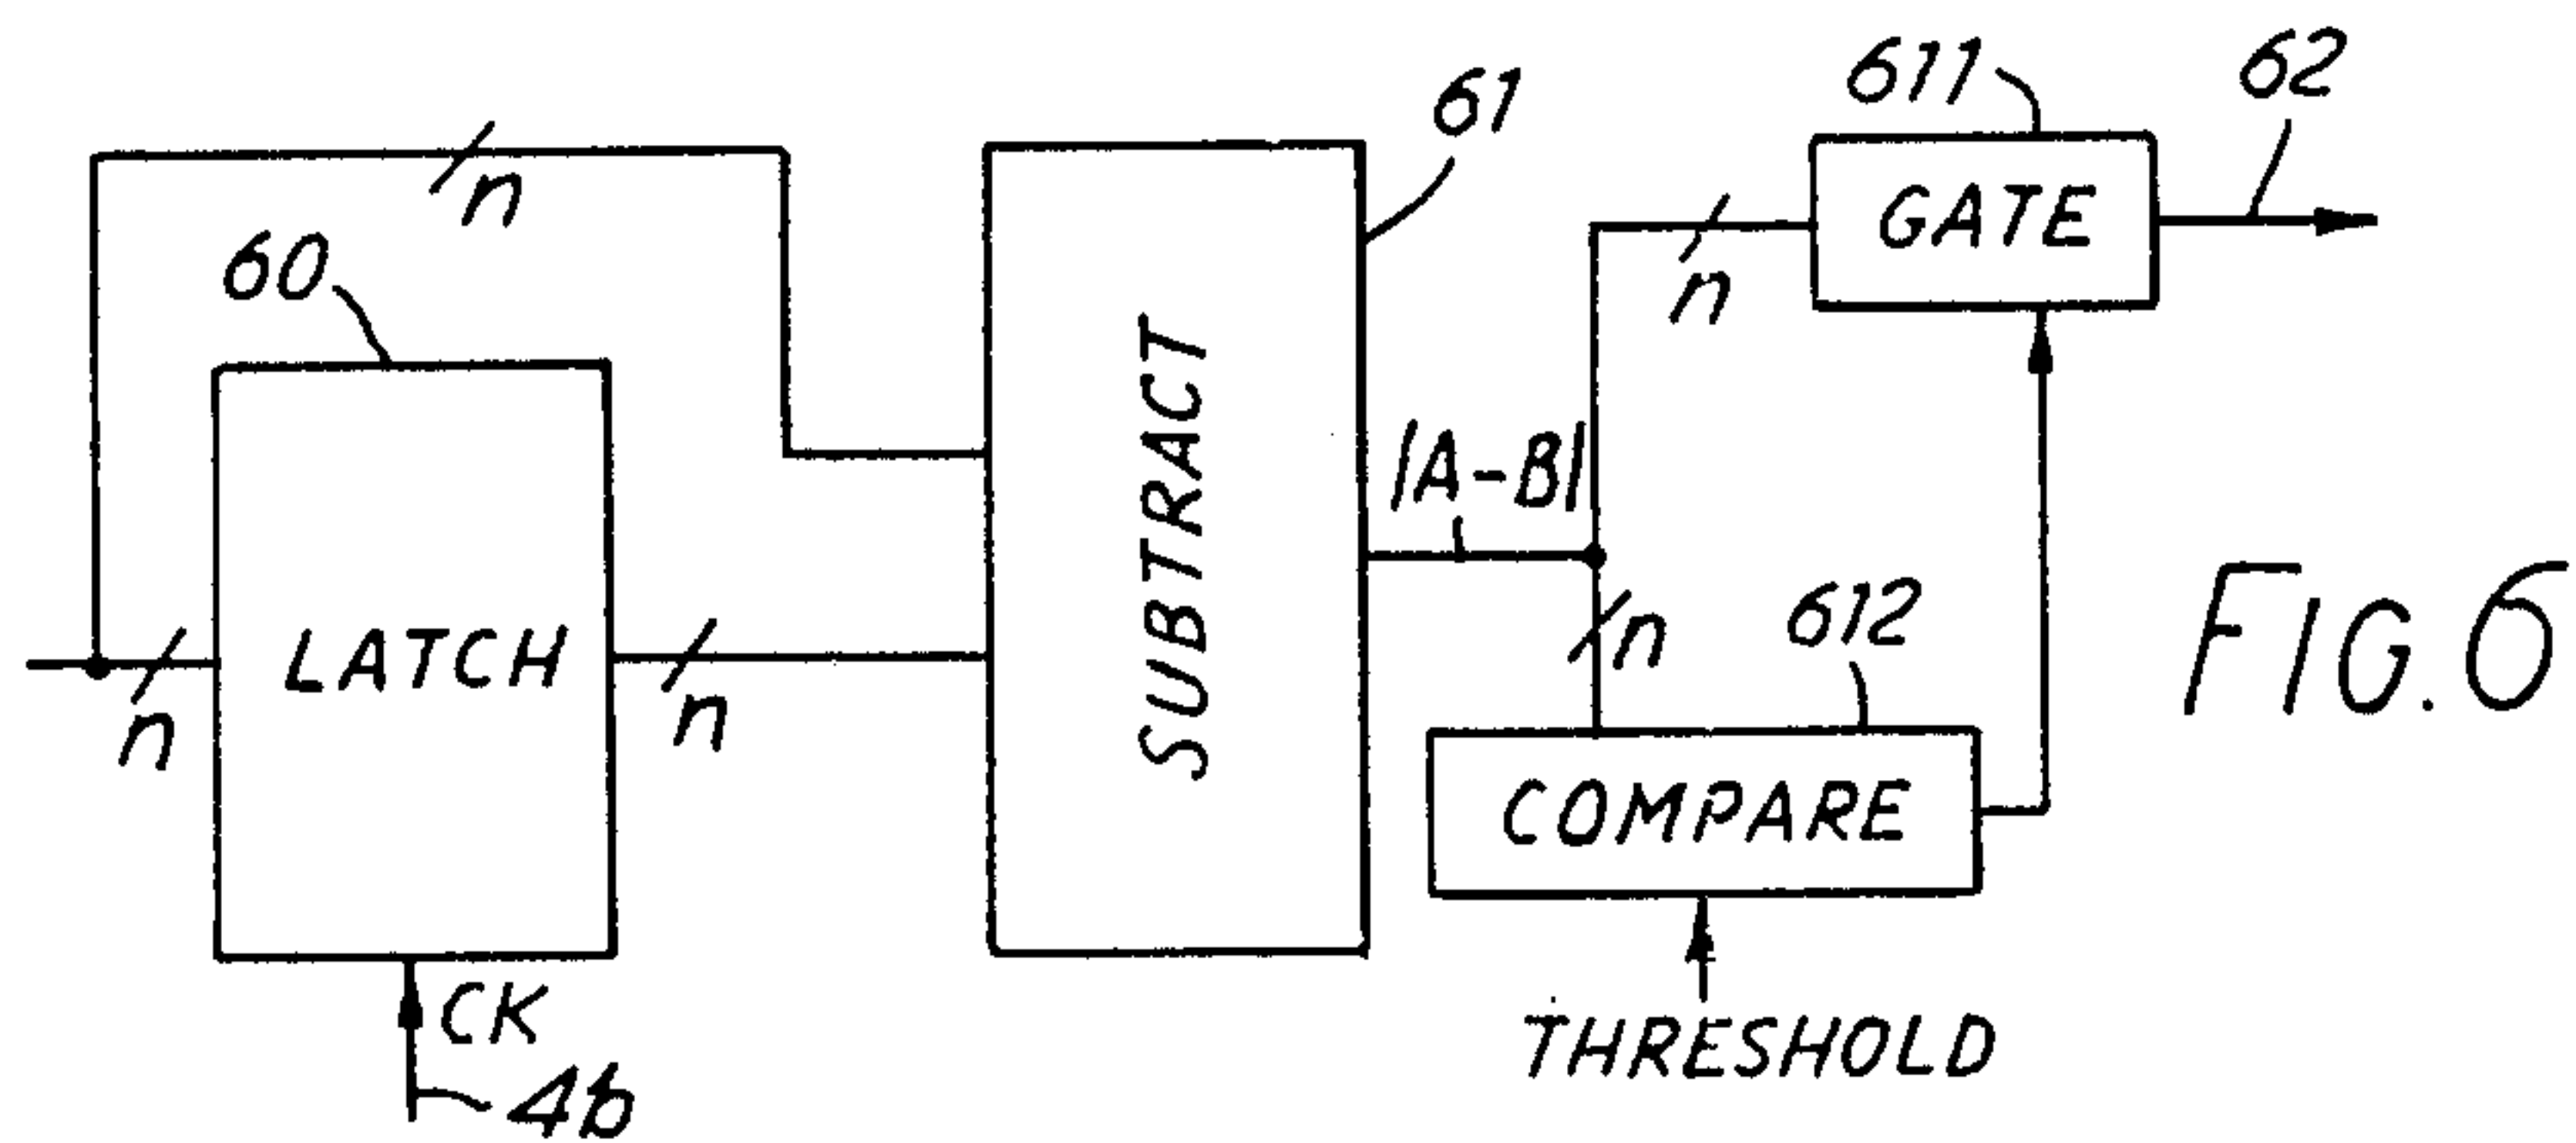 611
62
61
n
60
GATE
n
|A-B|
SUBTRACT
612
n
FIG.6
LATCH
n
n
COMPARE
CK
THRESHOLD
4b